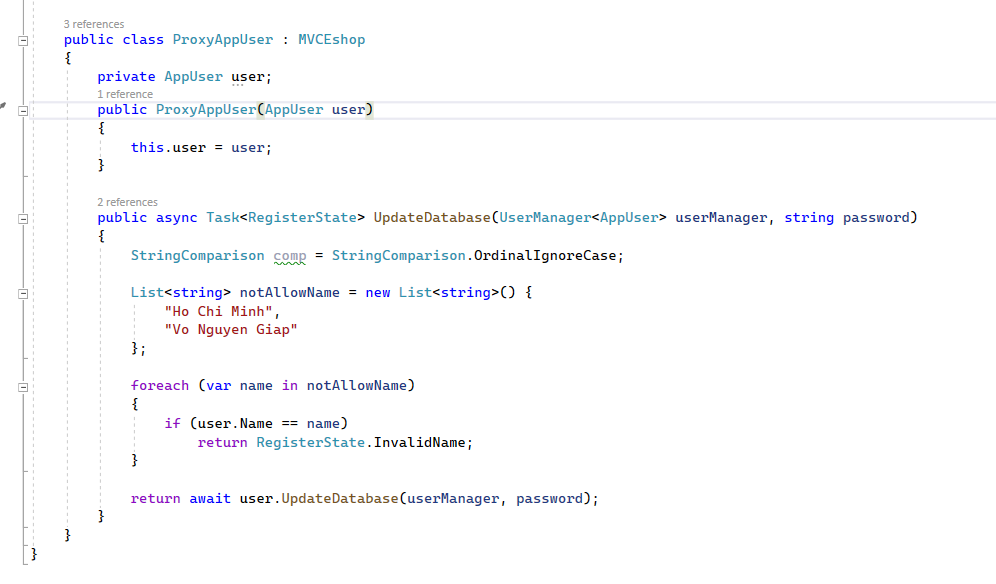 3 references
public class ProxyAppUser : MVCEshop
{
private AppUser user;
1 reference
public ProxyAppUser(AppUser user)
{
this.user = user;
}
2 references
public async Task<RegisterState> UpdateDatabase(UserManager<AppUser> userManager, string password)
{
StringComparison comp = StringComparison.OrdinalIgnoreCase;
List<string> notAllowName = new List<string>() {
"Ho Chi Minh",
"Vo Nguyen Giap"
};
foreach (var name in notAllowName)
{
if (user.Name == name)
return RegisterState.InvalidName;
}
return await user.UpdateDatabase(userManager, password);
}
}
}